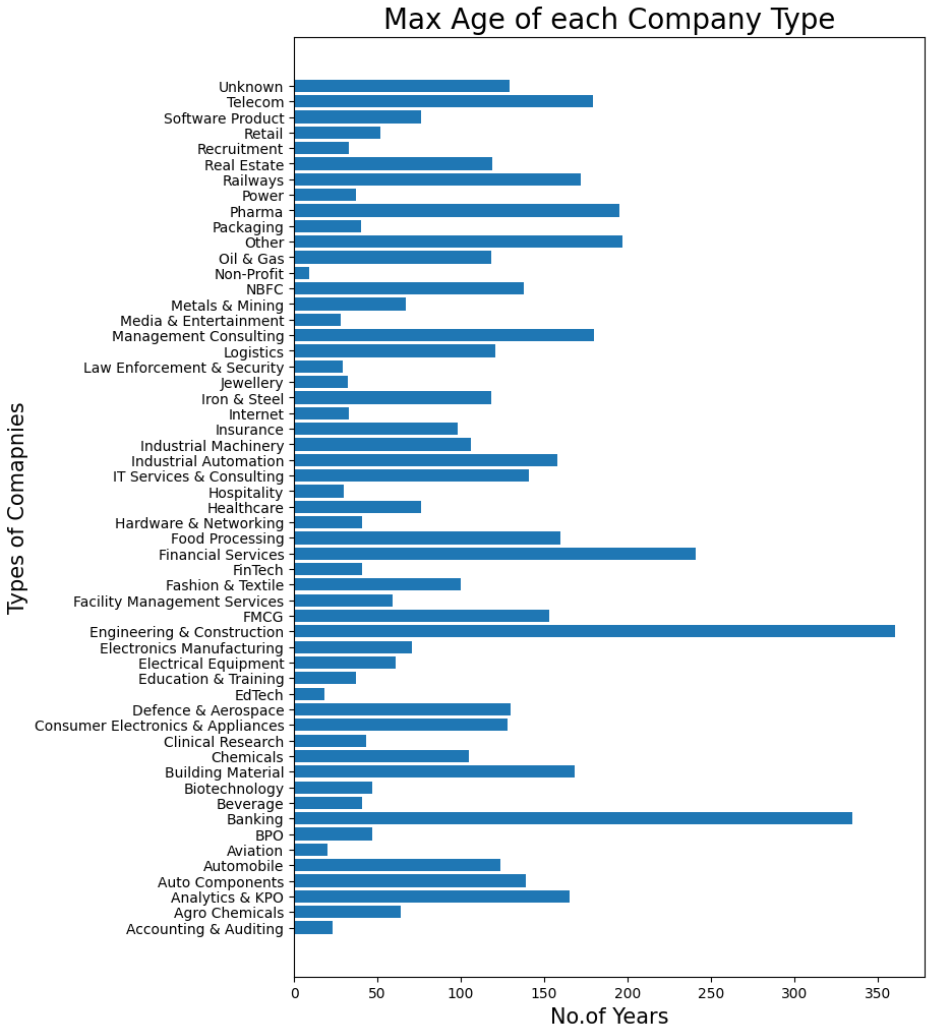 Max Age of each Company Type
Unknown
Telecom
Software Product
Retail
Recruitment
Real Estate
Railways
Power
Pharma
Packaging
Other
Oil & Gas
Non-Profit
NBFC
Metals & Mining
Media & Entertainment
Management Consulting
Logistics
Law Enforcement & Security
Jewellery
Iron & Steel
Internet
Insurance
Industrial Machinery
Industrial Automation
IT Services & Consulting
Hospitality
Healthcare
Hardware & Networking
Food Processing
Financial Services
FinTech
Fashion & Textile
Facility Management Services
FMCG
Engineering & Construction
Electronics Manufacturing
Electrical Equipment
Education & Training
EdTech
Defence & Aerospace
Consumer Electronics & Appliances
Clinical Research
Chemicals
Building Material
Biotechnology
Beverage
Banking
BPO
Aviation
Automobile
Auto Components
Analytics & KPO
Agro Chemicals
Accounting & Auditing
Types of Comapnies
0 50 100 150 200 250 300 350
No.of Years